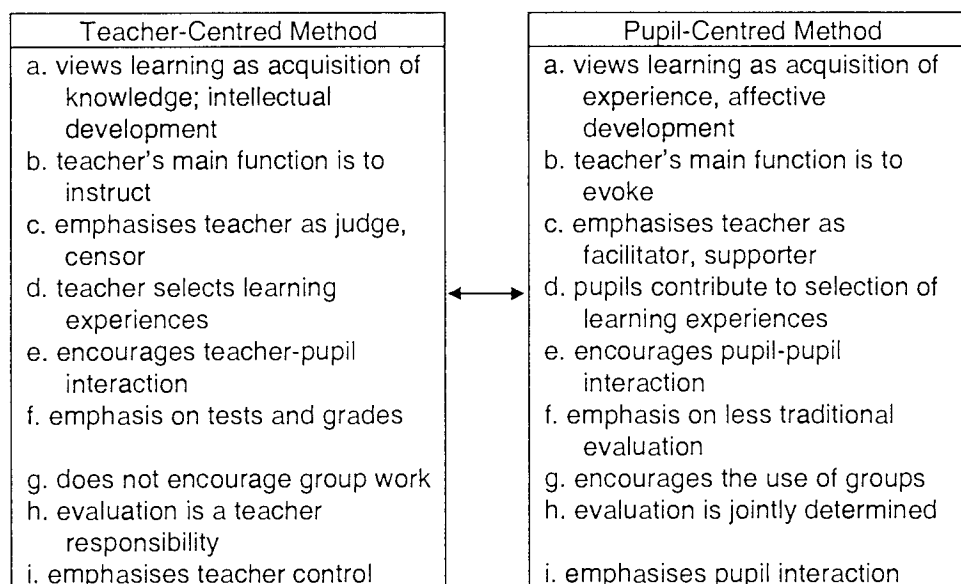 Teacher-Centred Method
a. views learning as acquisition of
knowledge; intellectual
development
b. teacher's main function is to
instruct
c. emphasises teacher as judge,
censor
d. teacher selects learning
experiences
e. encourages teacher-pupil
interaction
f. emphasis on tests and grades
g. does not encourage group work
h. evaluation is a teacher
responsibility
i. emphasises teacher control
Pupil-Centred Method
a. views learning as acquisition of
experience, affective
development
b. teacher's main function is to
evoke
c. emphasises teacher as
facilitator, supporter
d. pupils contribute to selection of
learning experiences
e. encourages pupil-pupil
interaction
f. emphasis on less traditional
evaluation
g. encourages the use of groups
h. evaluation is jointly determined
i. emphasises pupil interaction